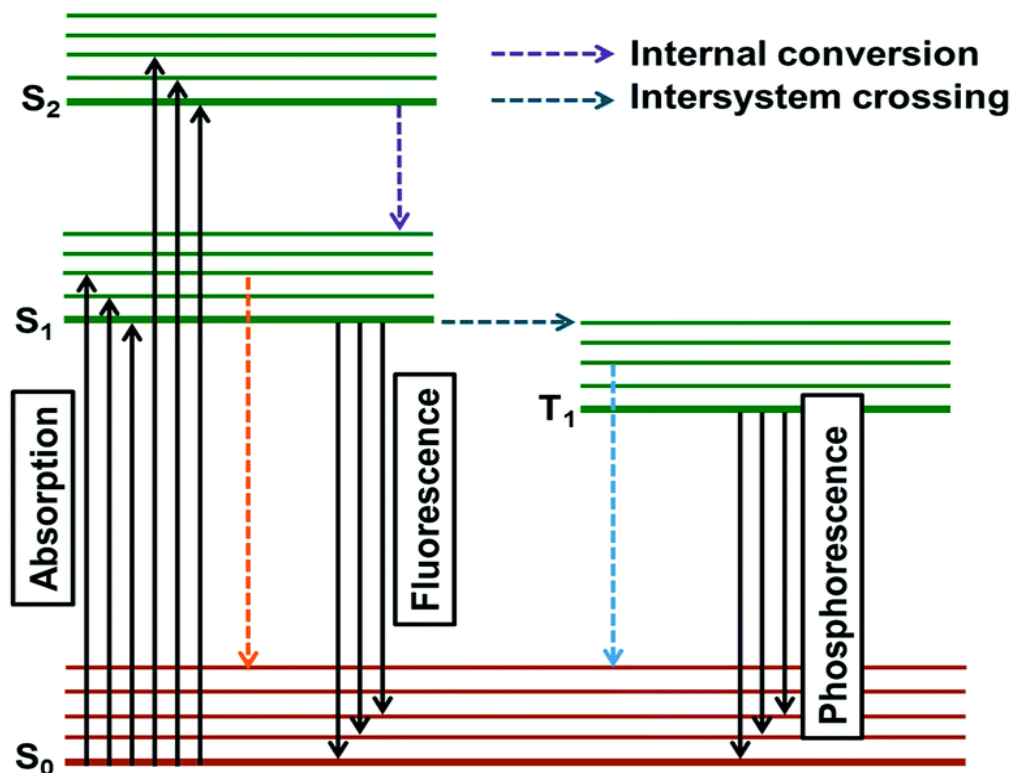 Internal conversion
Intersystem crossing
S₂
S₁
T₁
Absorption
Fluorescence
Phosphorescence
S₀